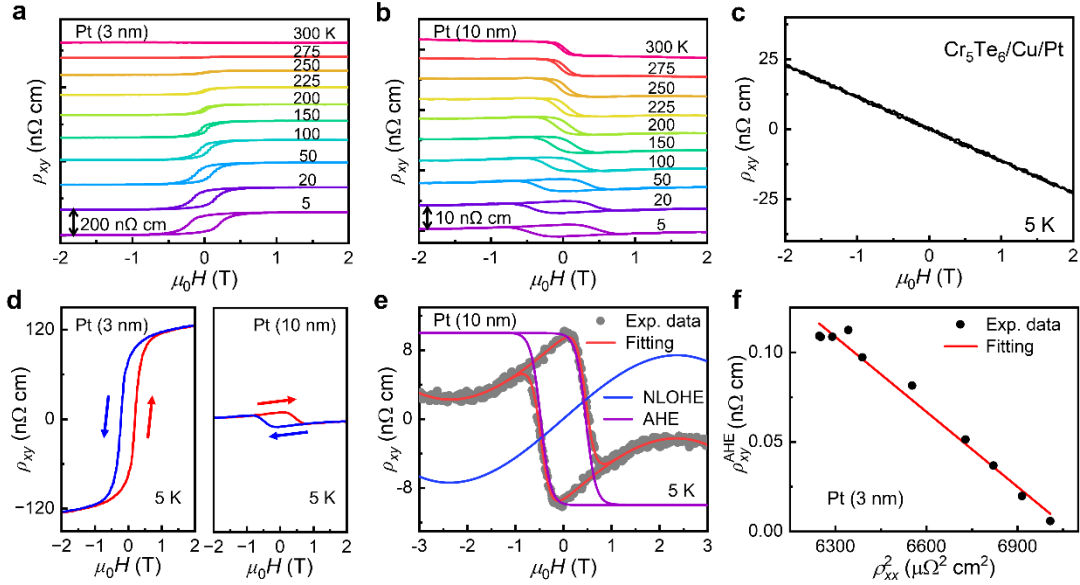 a
Pt (3 nm)
300 K
275
250
225
200
150
100
50
20
5
200 nΩ cm
ρxy (nΩ cm)
-2 -1 0 1 2
μ0H (T)
b
Pt (10 nm)
300 K
275
250
225
200
150
100
50
20
5
10 nΩ cm
ρxy (nΩ cm)
-2 -1 0 1 2
μ0H (T)
c
Cr5Te6/Cu/Pt
25
0
-25
5 K
ρxy (nΩ cm)
-2 -1 0 1 2
μ0H (T)
d
Pt (3 nm)
120
60
0
-60
-120
5 K
ρxy (nΩ cm)
-2 -1 0 1 2
μ0H (T)
Pt (10 nm)
5 K
-2 -1 0 1 2
μ0H (T)
e
Pt (10 nm)
Exp. data
Fitting
NLOHE
AHE
8
0
-8
5 K
ρxy (nΩ cm)
-3 -2 -1 0 1 2 3
μ0H (T)
f
Exp. data
Fitting
0.10
0.05
0.00
Pt (3 nm)
ρxy^AHE (nΩ cm)
6300 6600 6900
ρxx^2 (μΩ2 cm2)